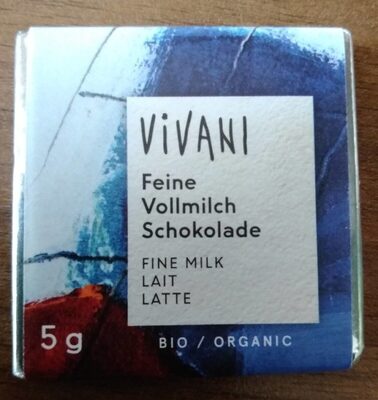 ViVANI
Feine
Vollmilch
Schokolade
FINE MILK
LAIT
LATTE
5 g
BIO / ORGANIC